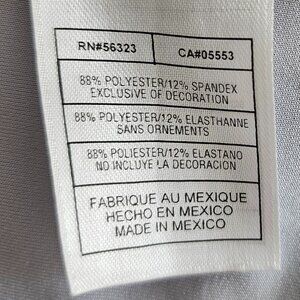 RN#56323 CA#05553
88% POLYESTER/12% SPANDEX
EXCLUSIVE OF DECORATION
88% POLYESTER/12% ELASTHANNE
SANS ORNEMENTS
88% POLIESTER/12% ELASTANO
NO INCLUYE LA DECORACION
FABRIQUE AU MEXIQUE
HECHO EN MEXICO
MADE IN MEXICO